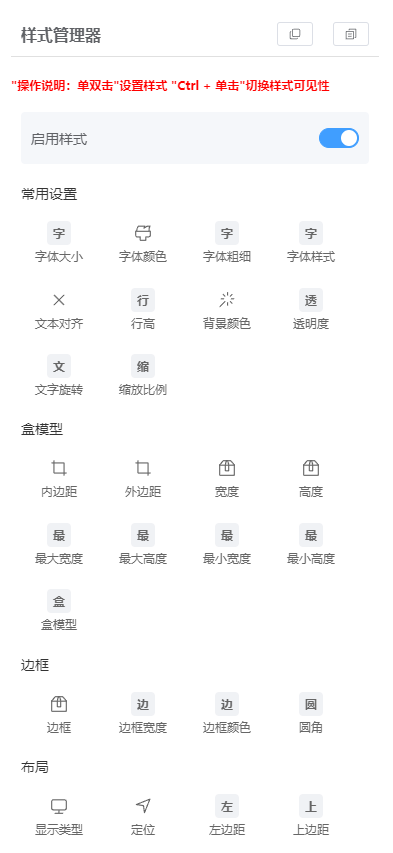 样式管理器
"操作说明：单双击"设置样式 "Ctrl + 单击"切换样式可见性
启用样式
常用设置
字 字 字
字体大小 字体颜色 字体粗细 字体样式
行 透
文本对齐 行高 背景颜色 透明度
文 缩
文字旋转 缩放比例
盒模型
内边距 外边距 宽度 高度
最 最 最 最
最大宽度 最大高度 最小宽度 最小高度
盒
盒模型
边框
边 边 圆
边框 边框宽度 边框颜色 圆角
布局
左 上
显示类型 定位 左边距 上边距